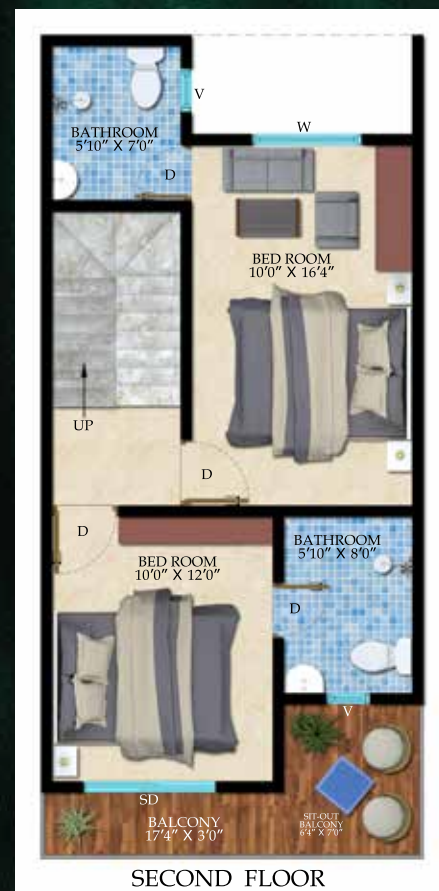 V
BATHROOM
5'10" X 7'0"
D
W
BED ROOM
10'0" X 16'4"
UP
D
D
BED ROOM
10'0" X 12'0"
BATHROOM
5'10" X 8'0"
D
V
SD
BALCONY
17'4" X 3'0"
SIT-OUT
BALCONY
6'4" X 7'0"
SECOND FLOOR